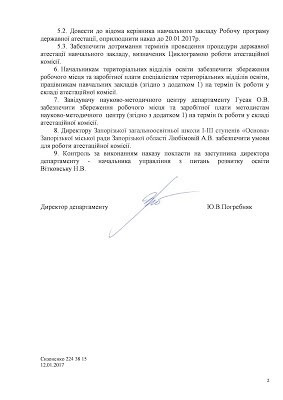 5.2. Довести до відома керівника навчального закладу Робочу програму
державної атестації, оприлюднити наказ до 20.01.2017р.
5.3. Забезпечити дотримання термінів проведення процедури державної
атестації навчального закладу, визначених Циклограмою роботи атестаційної
комісії.
6. Начальникам територіальних відділів освіти забезпечити збереження
робочого місця та заробітної плати спеціалістам територіальних відділів освіти,
працівникам навчальних закладів (згідно з додатком 1) на термін їх роботи у
складі атестаційної комісії.
7. Завідувачу науково-методичного центру департаменту Гусак О.В.
забезпечити збереження робочого місця та заробітної плати методистам
науково-методичного центру (згідно з додатком 1) на термін їх роботи у складі
атестаційної комісії.
8. Директору Запорізької загальноосвітньої школи І-ІІІ ступенів «Основа»
Запорізької міської ради Запорізької області Любімовій А.В. забезпечити умови
для роботи атестаційної комісії.
9. Контроль за виконанням наказу покласти на заступника директора
департаменту - начальника управління з питань розвитку освіти
Вітковську Н.В.
Директор департаменту Ю.В.Погребняк
224 38 15
12.01.2017